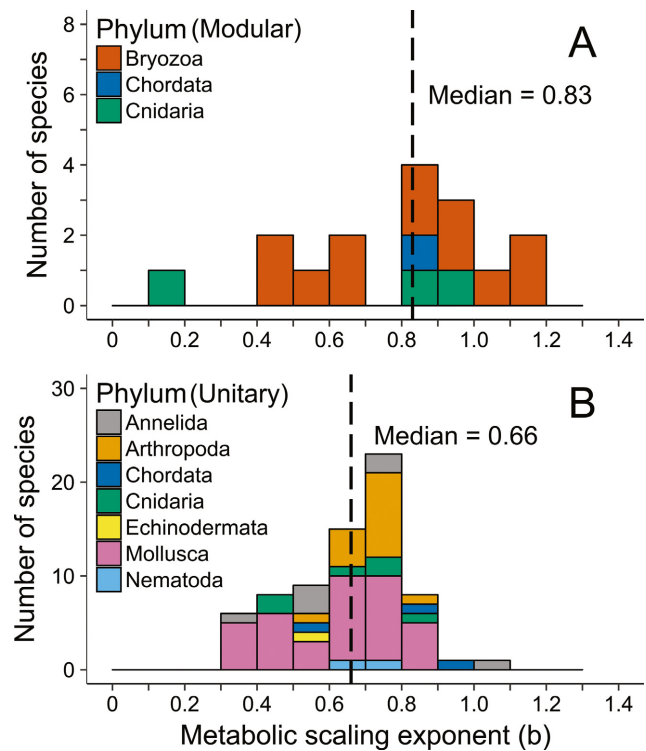 A
Phylum (Modular)
Bryozoa
Chordata
Cnidaria
Median = 0.83
Number of species
8
6
4
2
0
0 0.2 0.4 0.6 0.8 1.0 1.2 1.4
B
Phylum (Unitary)
Annelida
Arthropoda
Chordata
Cnidaria
Echinodermata
Mollusca
Nematoda
Median = 0.66
Number of species
30
20
10
0
0 0.2 0.4 0.6 0.8 1.0 1.2 1.4
Metabolic scaling exponent (b)